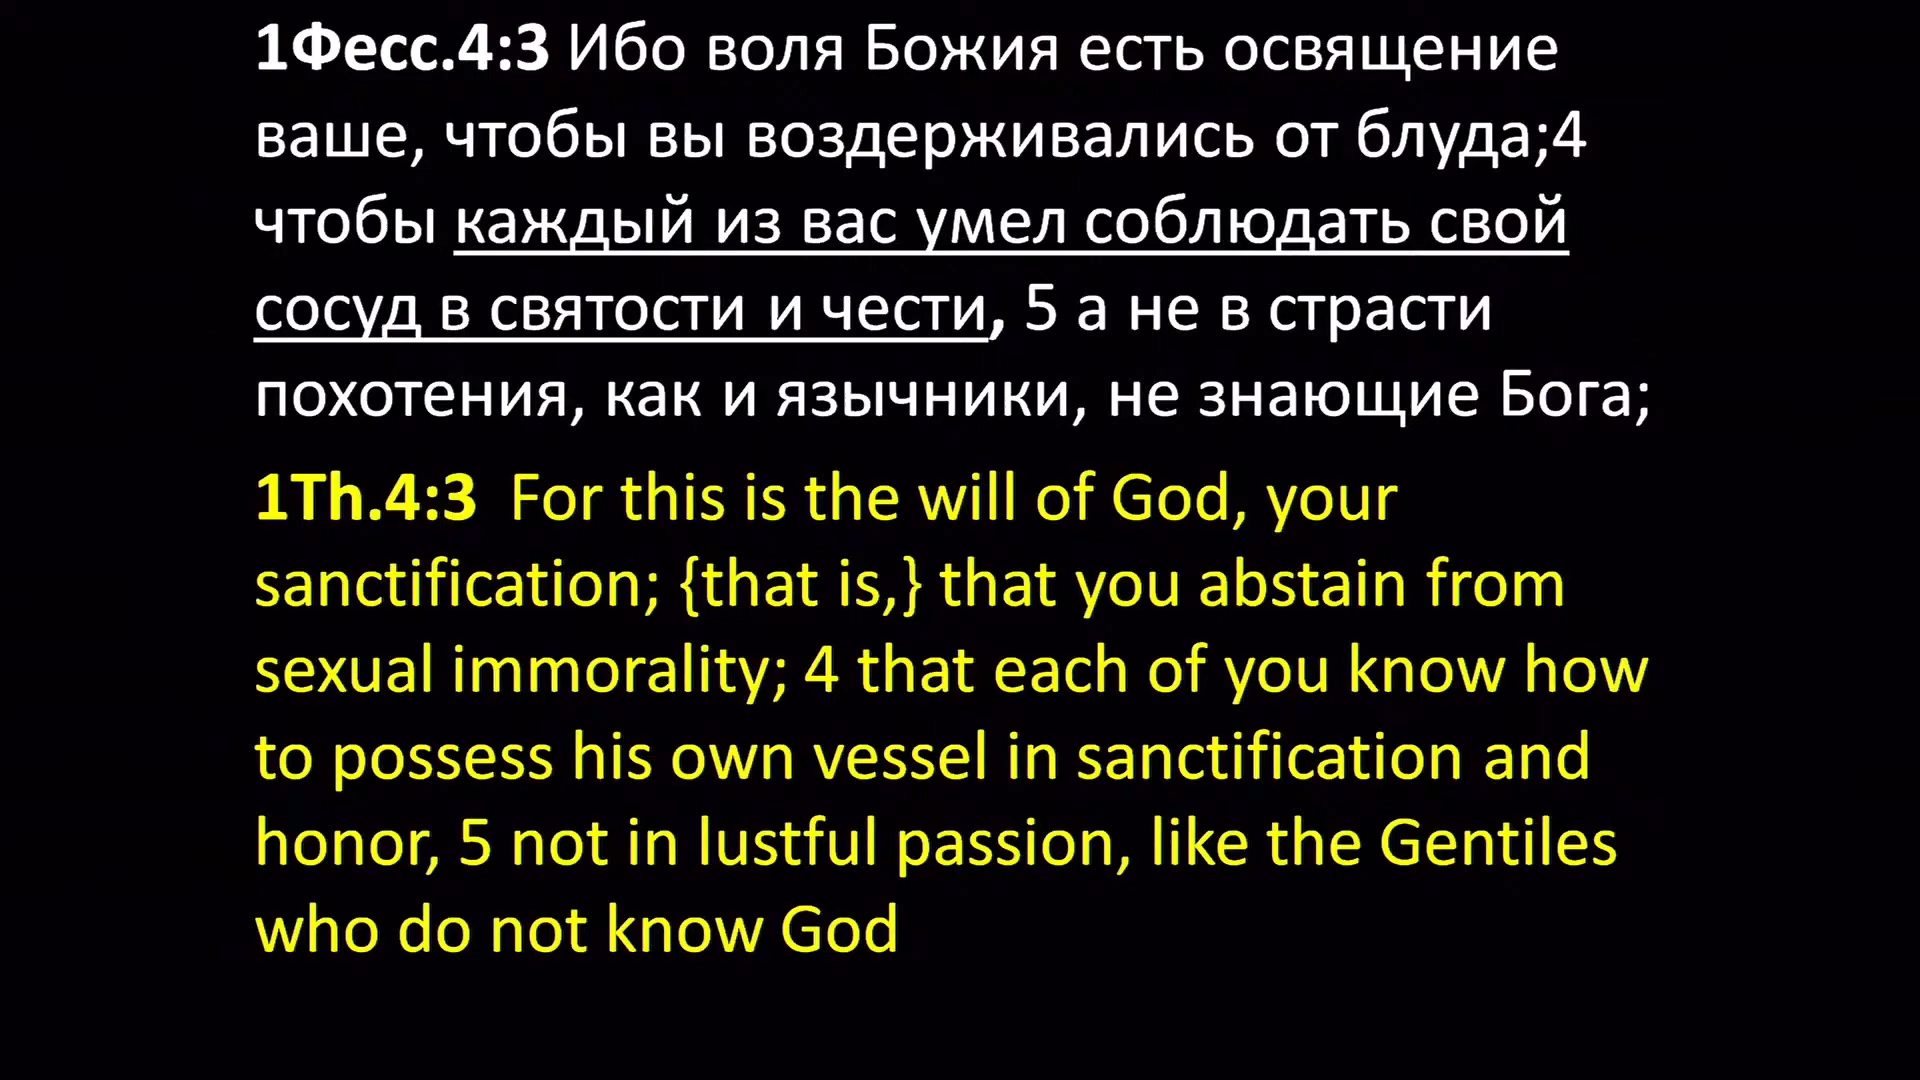 1Фесс.4:3 Ибо воля Божия есть освящение
ваше, чтобы вы воздерживались от блуда;4
чтобы каждый из вас умел соблюдать свой
сосуд в святости и чести, 5 а не в страсти
похотения, как и язычники, не знающие Бога;
1Th.4:3 For this is the will of God, your
sanctification; {that is,} that you abstain from
sexual immorality; 4 that each of you know how
to possess his own vessel in sanctification and
honor, 5 not in lustful passion, like the Gentiles
who do not know God